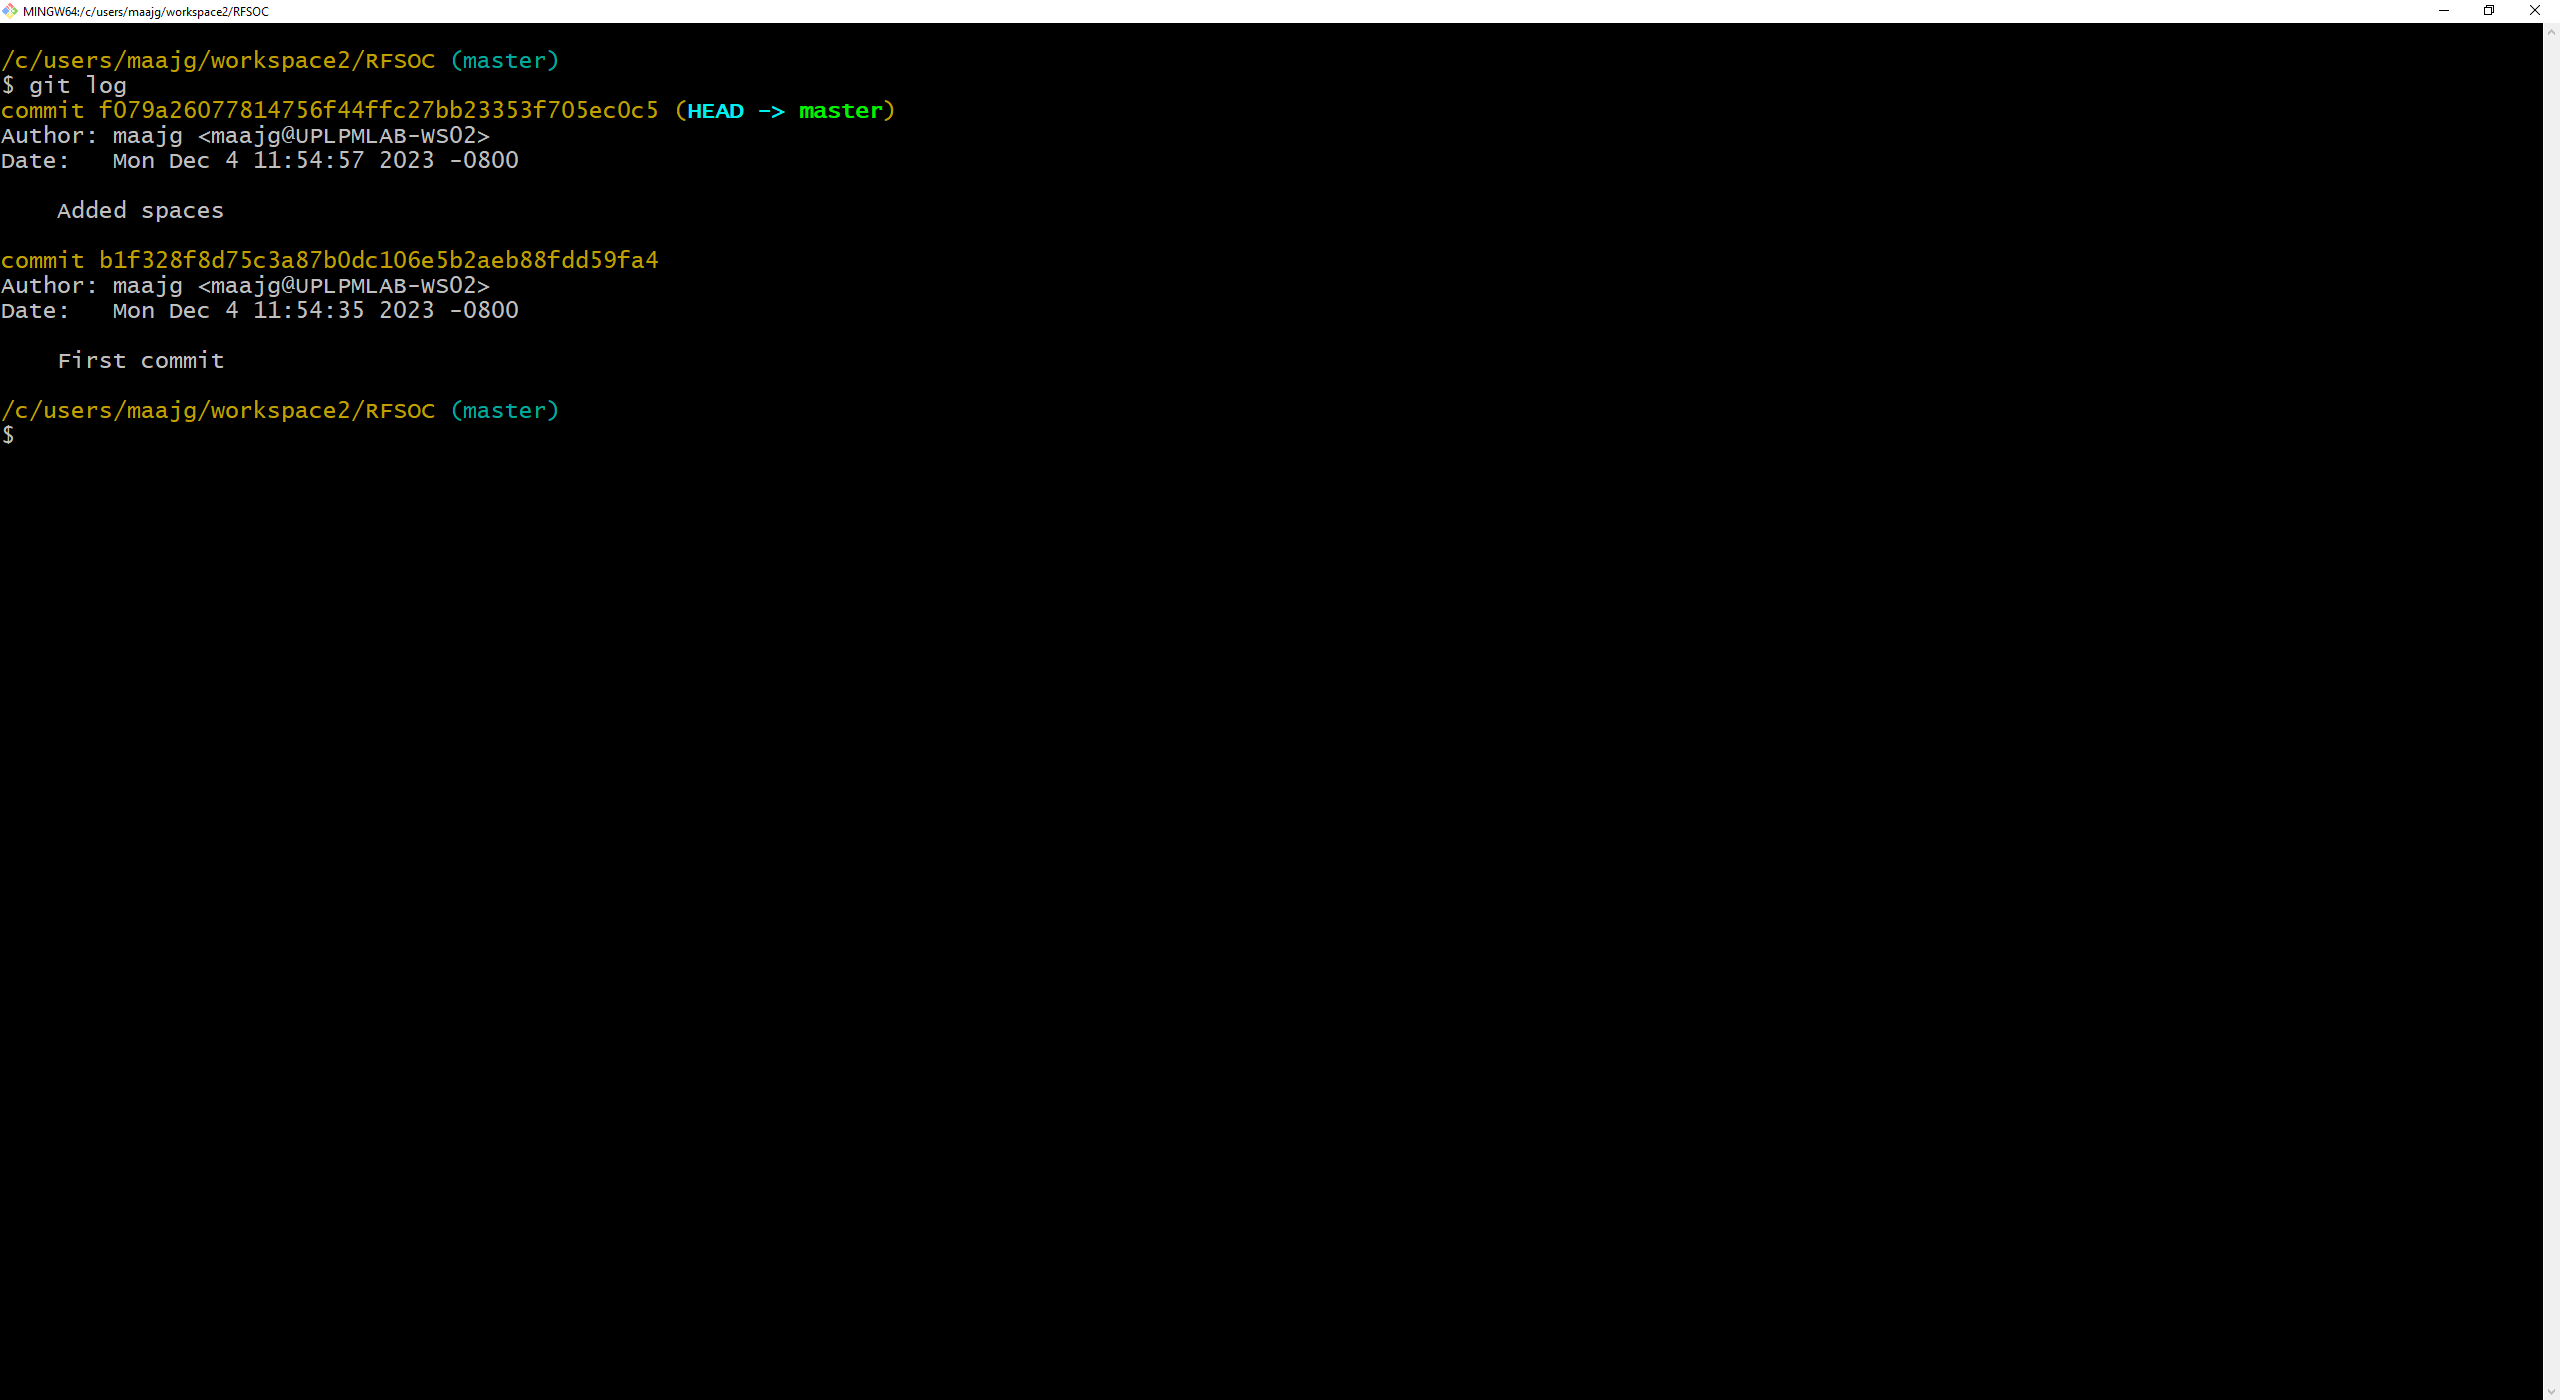 MINGW64:/c/users/maajg/workspace2/RFSOC
/c/users/maajg/workspace2/RFSOC (master)
$ git log
commit f079a26077814756f44ffc27bb23353f705ec0c5 (HEAD -> master)
Author: maajg <maajg@UPLPMLAB-WS02>
Date:   Mon Dec 4 11:54:57 2023 -0800
    Added spaces
commit b1f328f8d75c3a87b0dc106e5b2aeb88fdd59fa4
Author: maajg <maajg@UPLPMLAB-WS02>
Date:   Mon Dec 4 11:54:35 2023 -0800
    First commit
/c/users/maajg/workspace2/RFSOC (master)
$